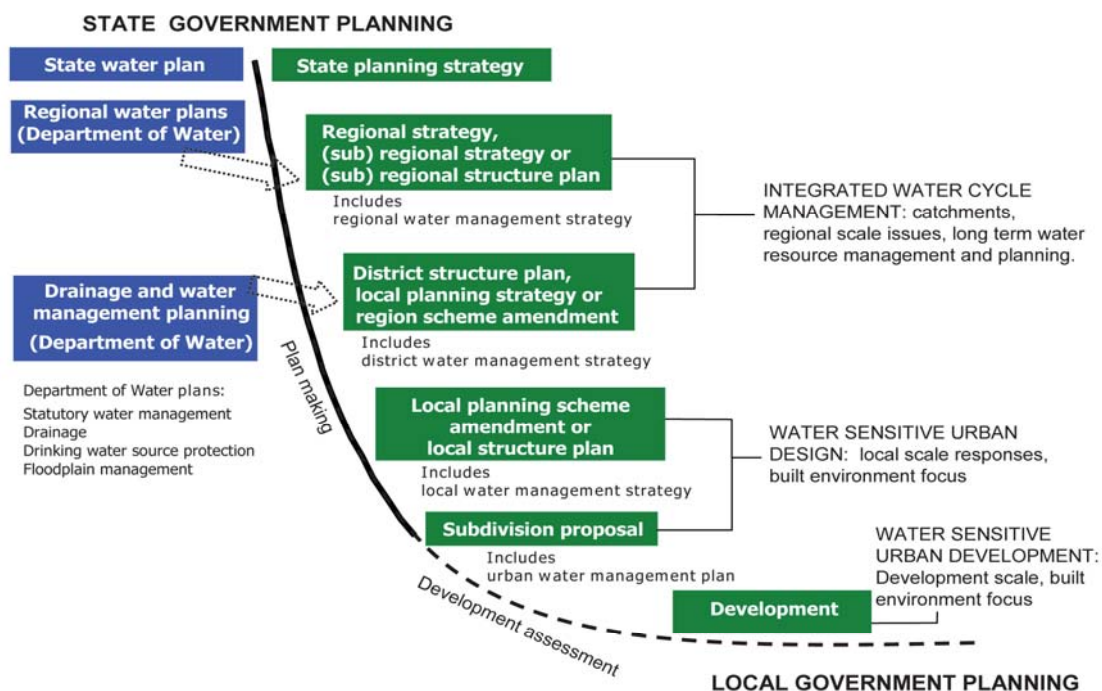 STATE GOVERNMENT PLANNING
State water plan
State planning strategy
Regional water plans
(Department of Water)
Regional strategy,
(sub) regional strategy or
(sub) regional structure plan
Includes
regional water management strategy
INTEGRATED WATER CYCLE
MANAGEMENT: catchments,
regional scale issues, long term water
resource management and planning.
Drainage and water
management planning
(Department of Water)
District structure plan,
local planning strategy or
region scheme amendment
Includes
district water management strategy
Plan making
Department of Water plans:
Statutory water management
Drainage
Drinking water source protection
Floodplain management
Local planning scheme
amendment or
local structure plan
Includes
local water management strategy
WATER SENSITIVE URBAN
DESIGN: local scale responses,
built environment focus
Subdivision proposal
Includes
urban water management plan
Development assessment
WATER SENSITIVE
URBAN DEVELOPMENT:
Development scale, built
environment focus
Development
LOCAL GOVERNMENT PLANNING